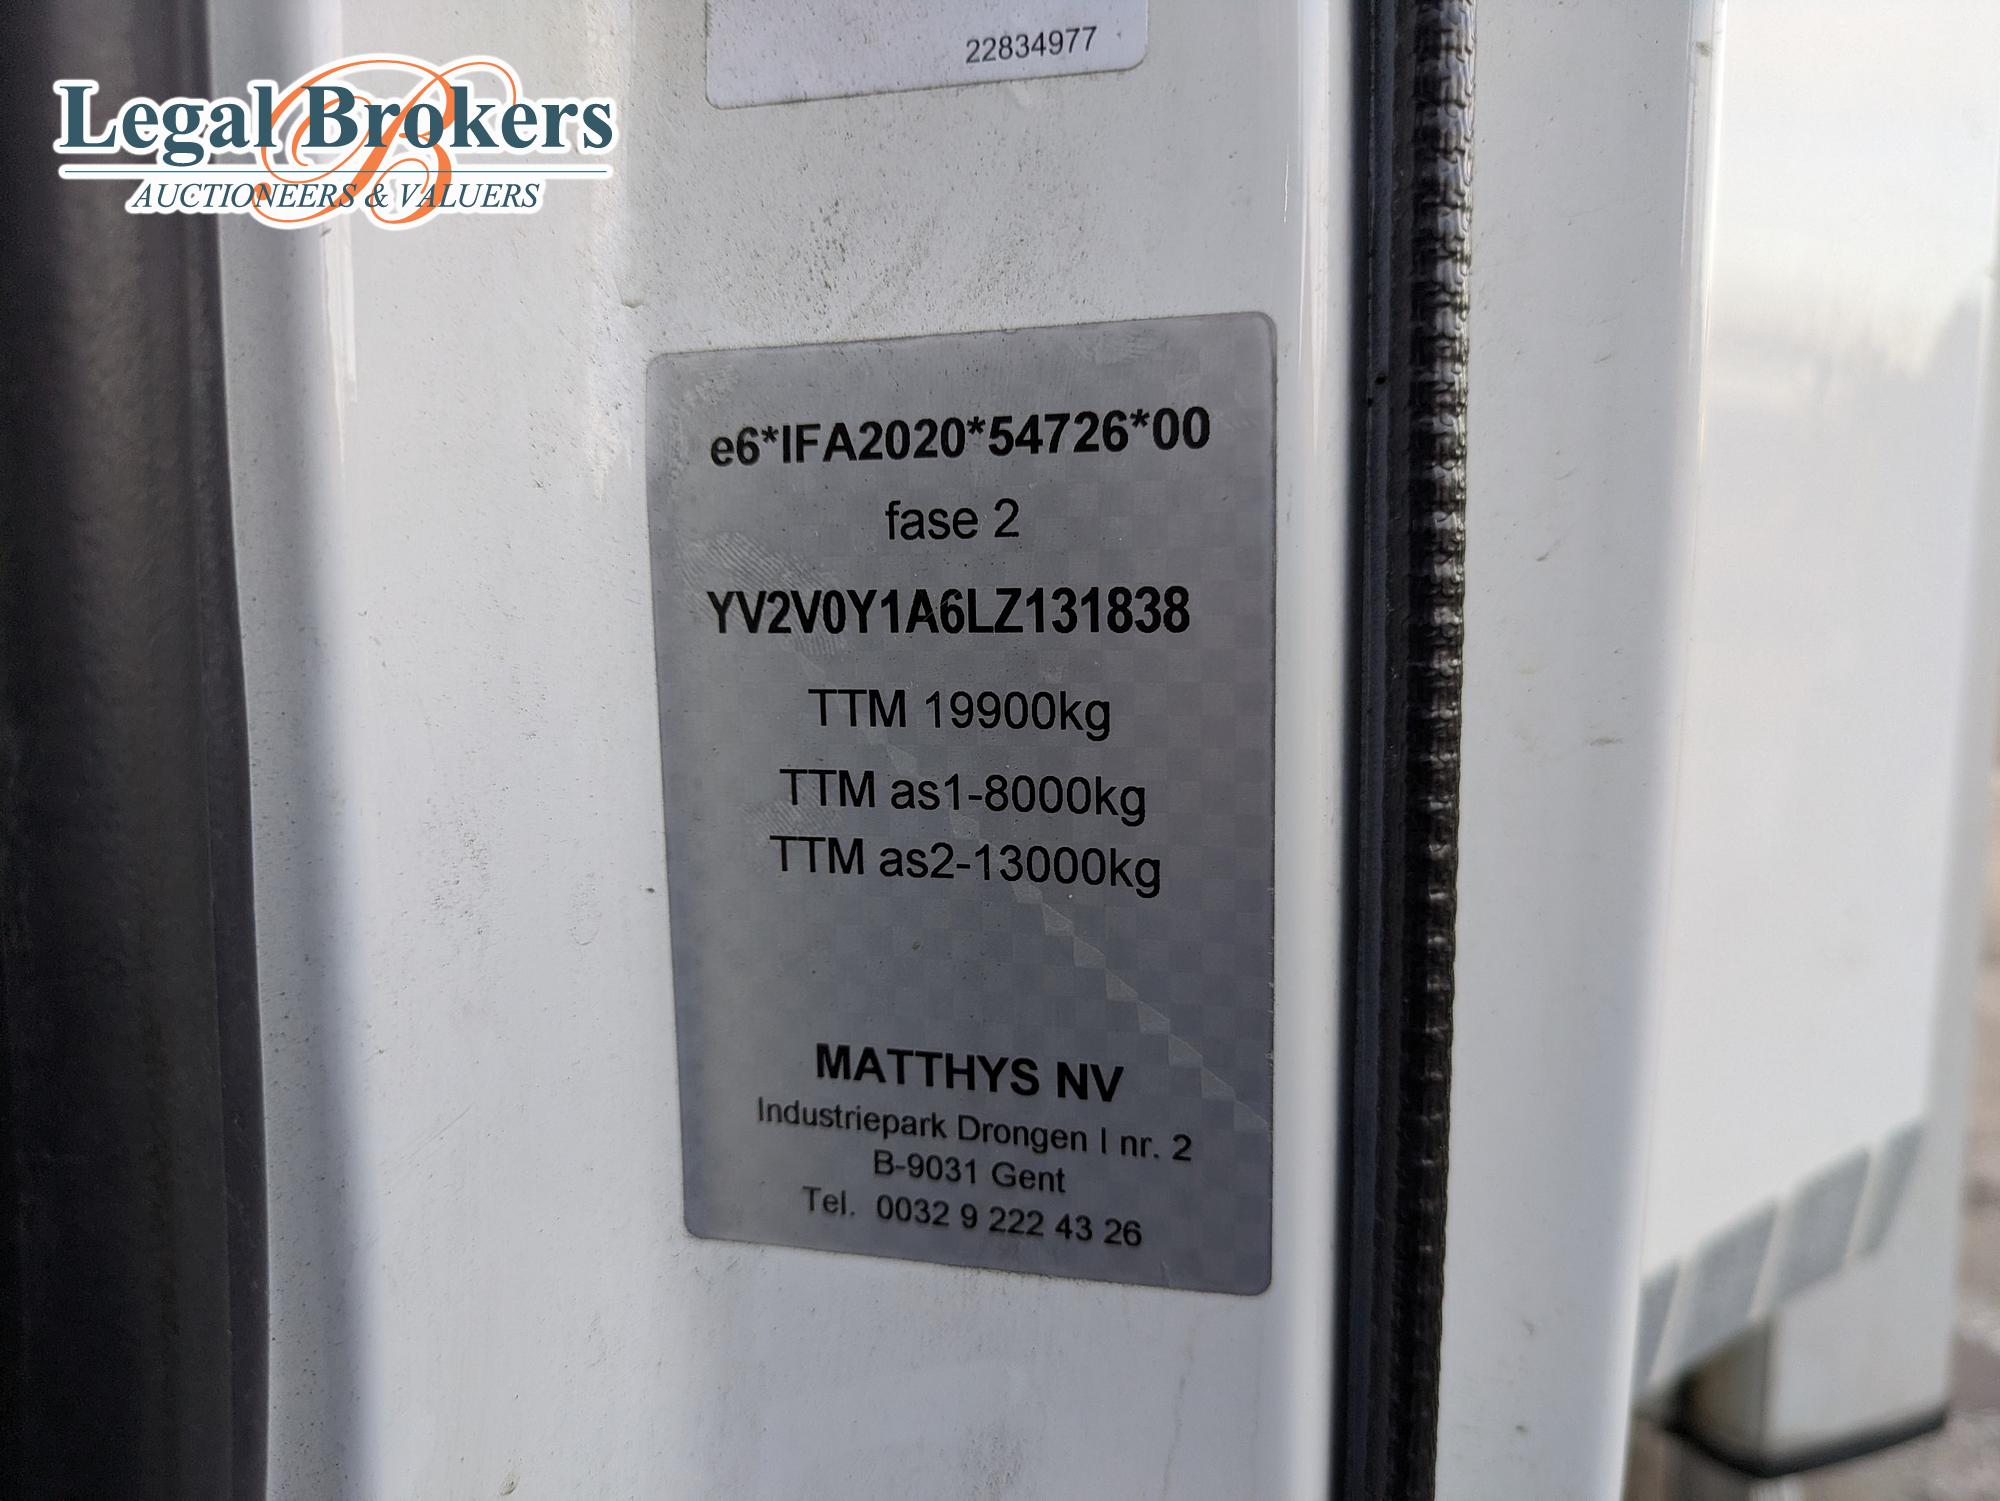 22834977
Legal Brokers
AUCTIONEERS & VALUERS
e6*IFA2020*54726*00
fase 2
YV2V0Y1A6LZ131838
TTM 19900kg
TTM as1-8000kg
TTM as2-13000kg
MATTHYS NV
Industriepark Drongen I nr. 2
B-9031 Gent
Tel. 0032 9 222 43 26